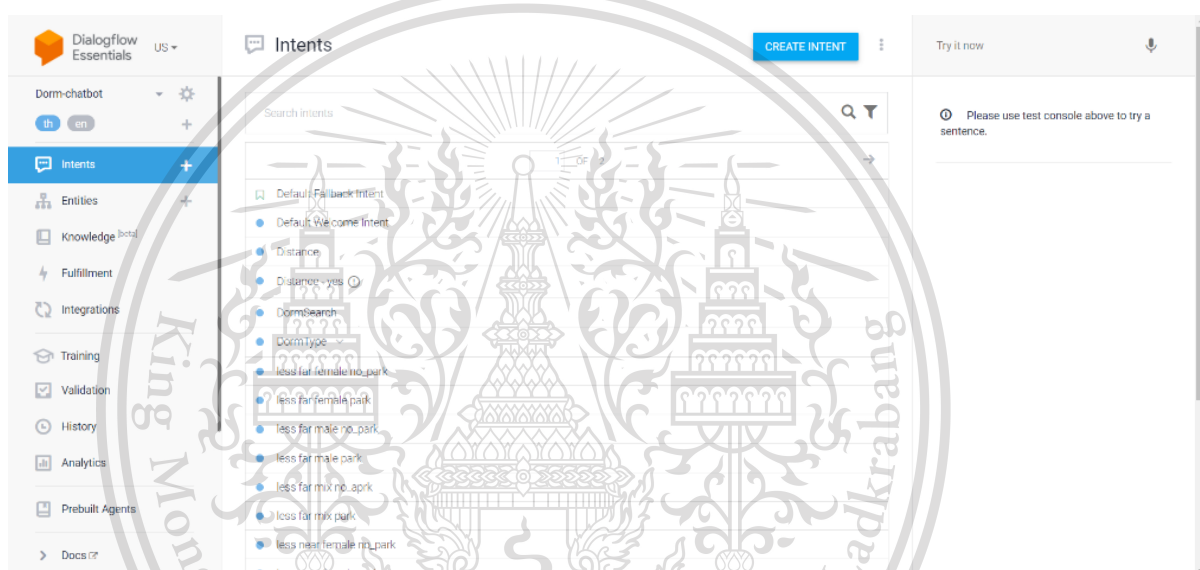 Dialogflow
Essentials
US
Dorm-chatbot
th
en
Intents
Entities
Knowledge [beta]
Fulfillment
Integrations
Training
Validation
History
Analytics
Prebuilt Agents
Docs
Intents
CREATE INTENT
Search intents
1 OF 2
Default Fallback Intent
Default Welcome Intent
Distance
Distance - yes
DormSearch
DormType
less far female no_park
less far female park
less far male no_park
less far male park
less far mix no_aprk
less far mix park
less near female no_park
Try it now
Please use test console above to try a
sentence.
King Mon
adkrabang